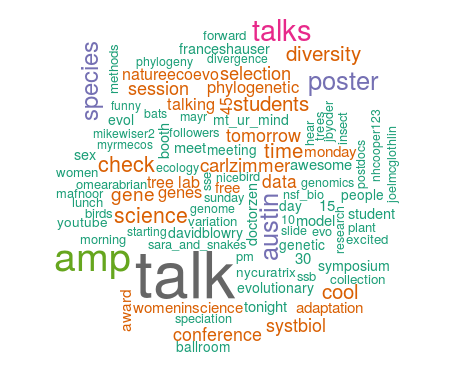 forward
talks
franceshauser
species
methods
phylogeny
divergence
diversity
natureecoevo
selection
session
phylogenetic
poster
funny
bats
talking
45
students
evol
mayr
mt_ur_mind
hear
trees
jbyoder
insect
mikewiser2
followers
tomorrow
myrmecos
booth
meet
meeting
time
monday
postdocs
nhcooper123
joelmcglothlin
sex
check
ecology
carlzimmer
awesome
women
omearabrian
tree
lab
sse
nice
bird
data
genomics
mafnoor
gene
genes
free
doctorzen
nsf_bio
people
lunch
sunday
day
15
birds
science
genome
austin
10
model
student
youtube
variation
slide
evo
research
plant
starting
davidblowry
genetic
excited
morning
sara_and_snakes
30
amp
talk
pm
symposium
nycuratrix
ssb
collection
evolutionary
cool
award
womeninscience
tonight
adaptation
speciation
systbiol
conference
ballroom